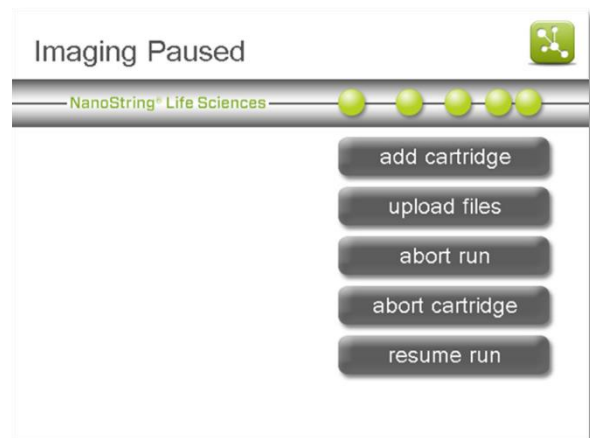 Imaging Paused
NanoString® Life Sciences
add cartridge
upload files
abort run
abort cartridge
resume run